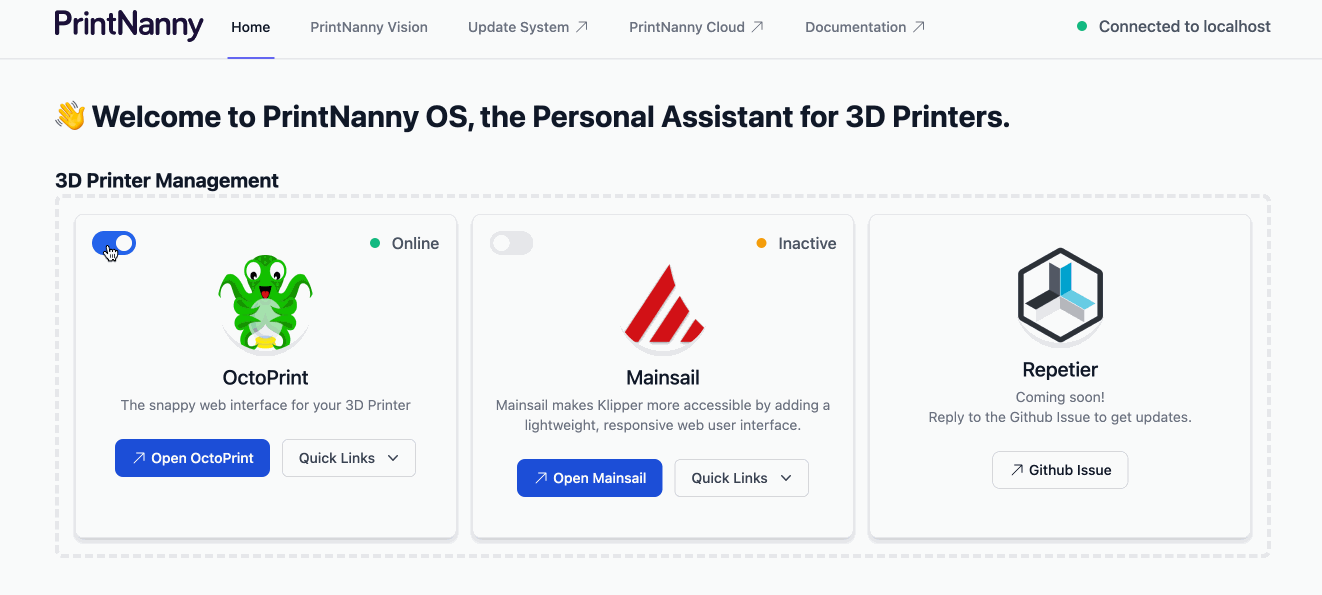 PrintNanny
Home
PrintNanny Vision
Update System
PrintNanny Cloud
Documentation
Connected to localhost
👋 Welcome to PrintNanny OS, the Personal Assistant for 3D Printers.
3D Printer Management
Online
OctoPrint
The snappy web interface for your 3D Printer
Open OctoPrint
Quick Links
Inactive
Mainsail
Mainsail makes Klipper more accessible by adding a
lightweight, responsive web user interface.
Open Mainsail
Quick Links
Repetier
Coming soon!
Reply to the Github Issue to get updates.
Github Issue